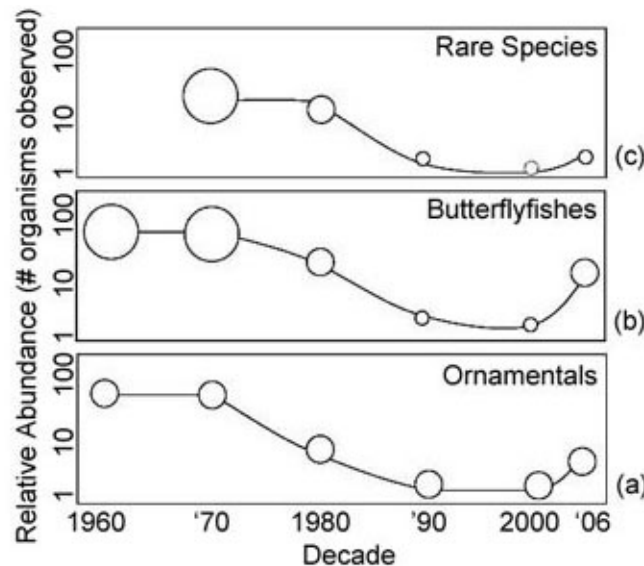 Relative Abundance (# organisms observed)
100
10
1
Rare Species
(c)
100
10
1
Butterflyfishes
(b)
100
10
1
Ornamentals
(a)
1960 '70 1980 '90 2000 '06
Decade